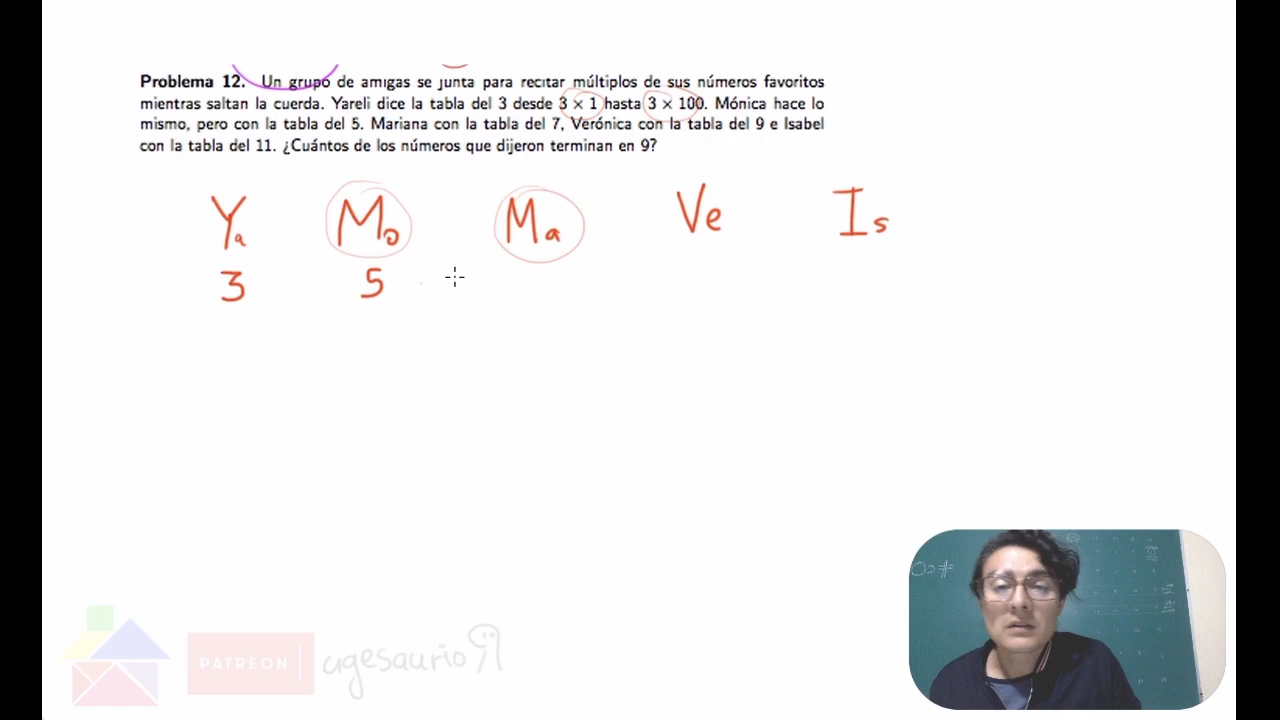 Problema 12. Un grupo de amigas se junta para recitar múltiplos de sus números favoritos
mientras saltan la cuerda. Yareli dice la tabla del 3 desde 3 × 1 hasta 3 × 100. Mónica hace lo
mismo, pero con la tabla del 5. Mariana con la tabla del 7, Verónica con la tabla del 9 e Isabel
con la tabla del 11. ¿Cuántos de los números que dijeron terminan en 9?
Ya Mo Ma Ve Is
3 5
PATREON agesaurio